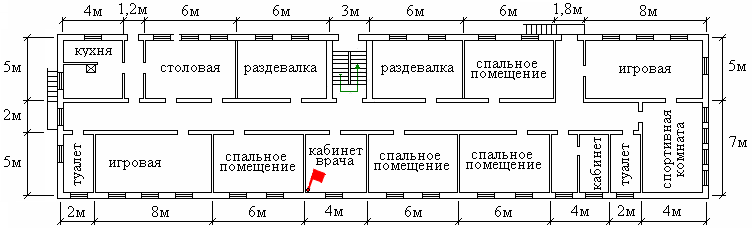 4м 1,2м 6м 6м 3м 6м 6м 1,8м 8м
5м кухня столовая раздевалка раздевалка спальное помещение игровая 5м
2м
5м туалет игровая спальное помещение кабинет врача спальное помещение спальное помещение кабинет туалет спортивная комната 7м
2м 8м 6м 4м 6м 6м 4м 2м 4м